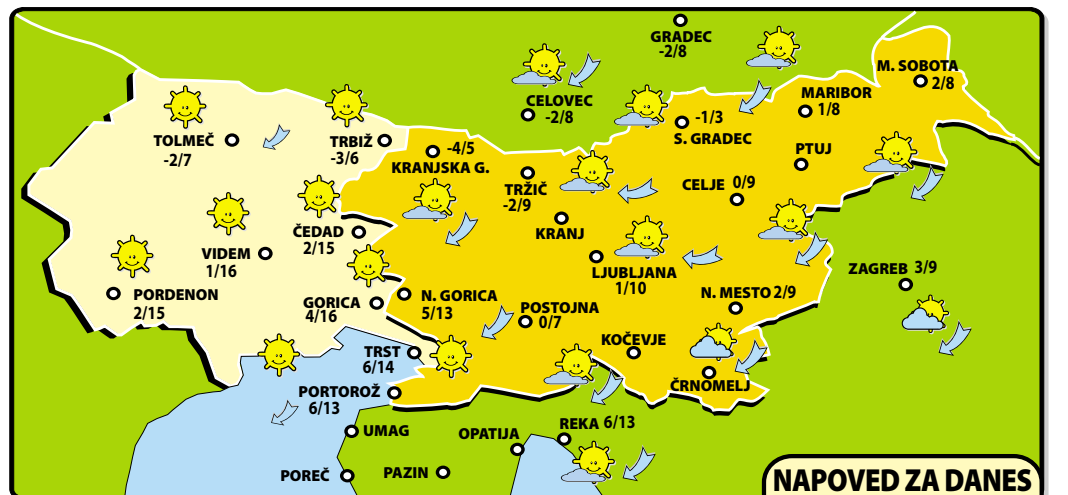 GRADEC
-2/8
M. SOBOTA
2/8
CELOVEC
-2/8
MARIBOR
1/8
-1/3
S. GRADEC
TOLMEČ
-2/7
TRBIŽ
-3/6
-4/5
KRANJSKA G.
PTUJ
TRŽIČ
-2/9
CELJE 0/9
KRANJ
ČEDAD
2/15
VIDEM
1/16
LJUBLJANA
1/10
ZAGREB 3/9
PORDENON
2/15
GORICA
4/16
N. GORICA
5/13
N. MESTO 2/9
POSTOJNA
0/7
KOČEVJE
TRST
6/14
ČRNOMELJ
PORTOROŽ
6/13
UMAG
OPATIJA
REKA 6/13
POREČ
PAZIN
NAPOVED ZA DANES